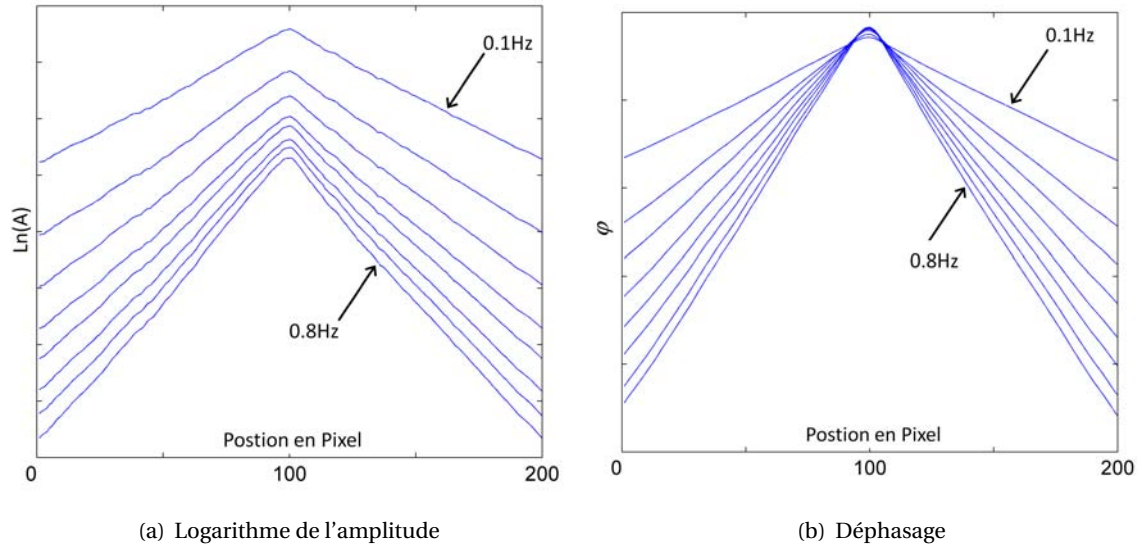 0.1Hz
Ln(A)
0.8Hz
Postion en Pixel
0 100 200
(a) Logarithme de l'amplitude
0.1Hz
φ
0.8Hz
Postion en Pixel
0 100 200
(b) Déphasage